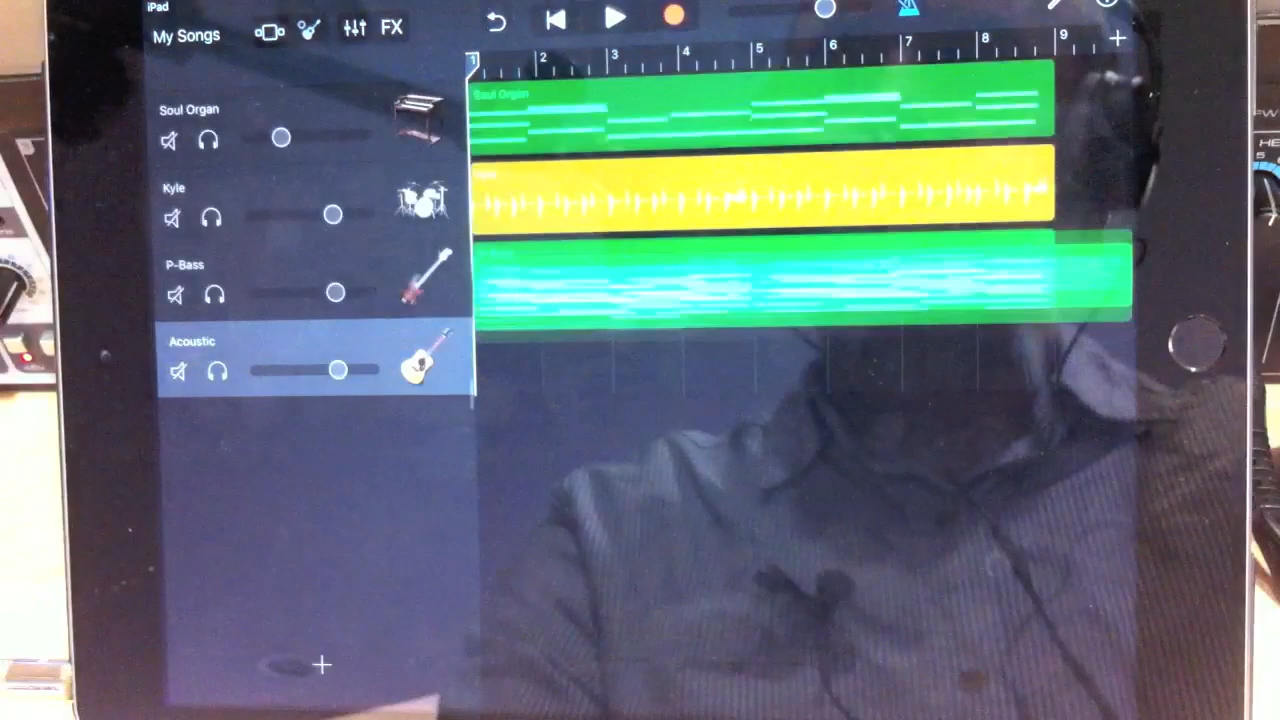 iPad
My Songs FX
1 2 3 4 5 6 7 8 9 +
Soul Organ
Soul Organ
Kyle
P-Bass
Acoustic
+
5